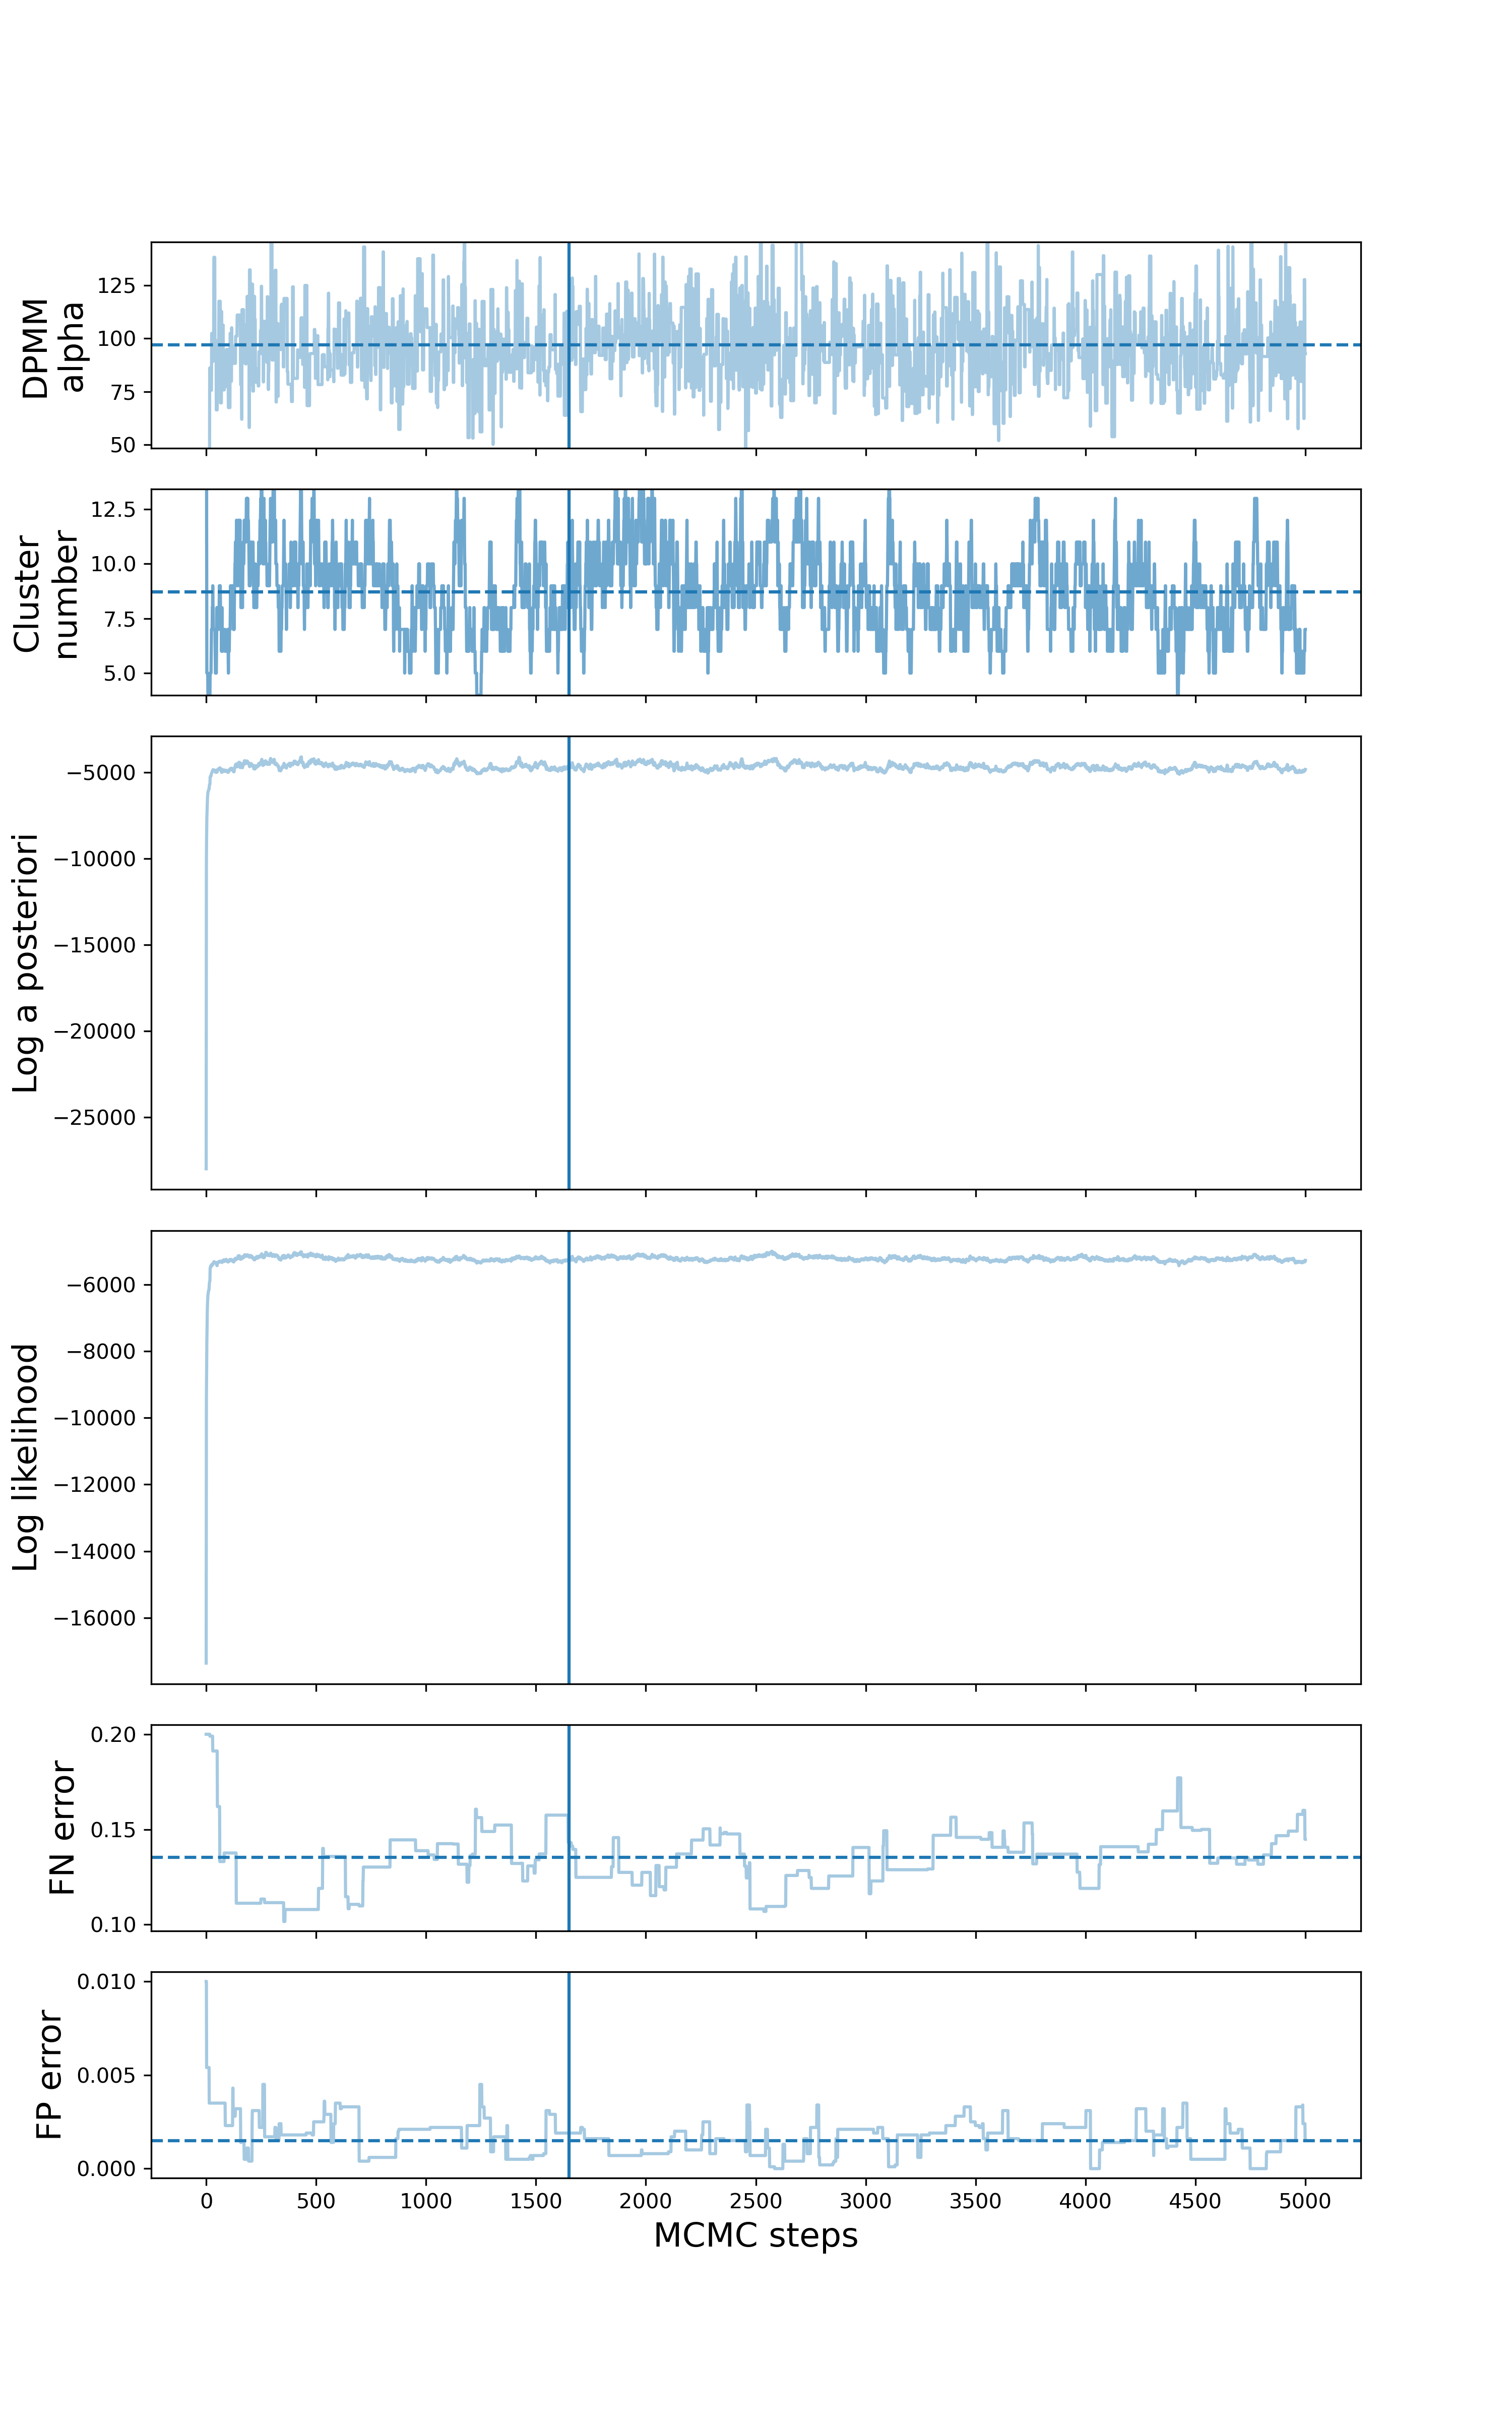 DPMM
alpha
125
100
75
50
Cluster
number
12.5
10.0
7.5
5.0
Log a posteriori
−5000
−10000
−15000
−20000
−25000
Log likelihood
−6000
−8000
−10000
−12000
−14000
−16000
FN error
0.20
0.15
0.10
FP error
0.010
0.005
0.000
0 500 1000 1500 2000 2500 3000 3500 4000 4500 5000
MCMC steps